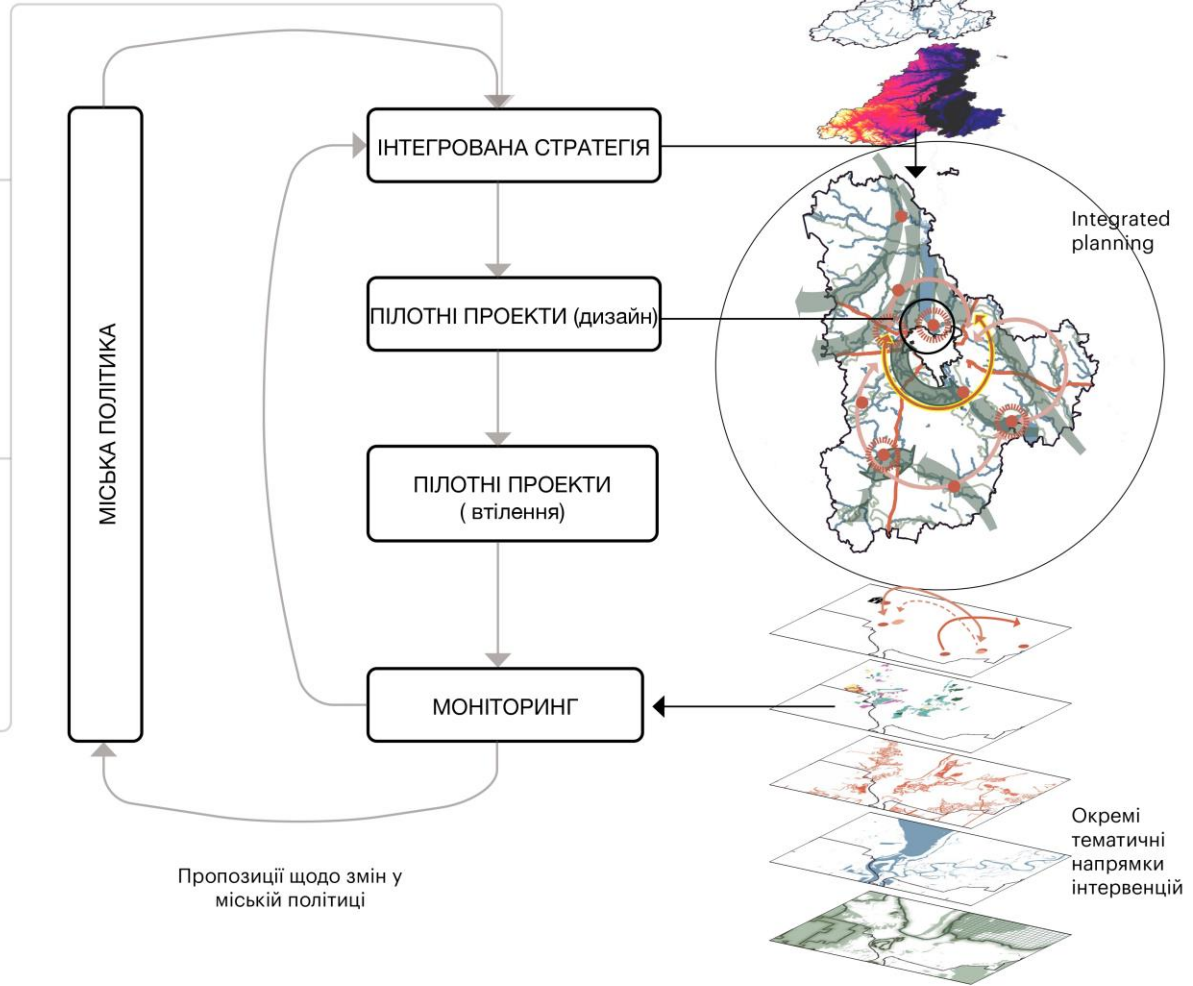 ІНТЕГРОВАНА СТРАТЕГІЯ
Integrated
planning
ПІЛОТНІ ПРОЕКТИ (дизайн)
МІСЬКА ПОЛІТИКА
ПІЛОТНІ ПРОЕКТИ
( втілення)
МОНІТОРИНГ
Окремі
тематичні
напрямки
інтервенцій
Пропозиції щодо змін у
міській політиці